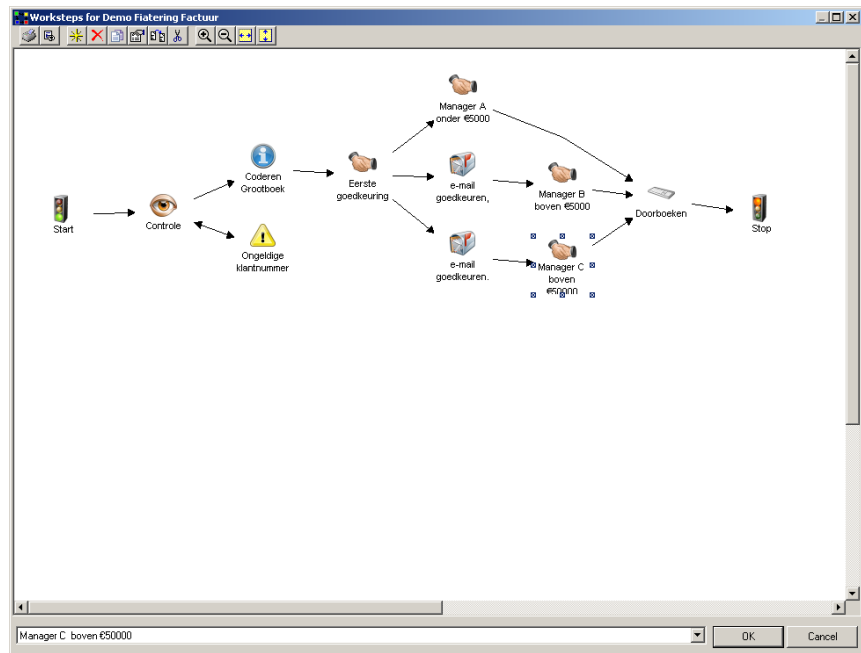 Worksteps for Demo Fiatering Factuur
Manager A
onder €5000
Coderen
Grootboek
Eerste
goedkeuring
e-mail
goedkeuren,
Manager B
boven €5000
Doorboeken
Start
Controle
Stop
Ongeldige
klantnummer
e-mail
goedkeuren.
Manager C
boven
€50000
Manager C boven €50000
OK
Cancel